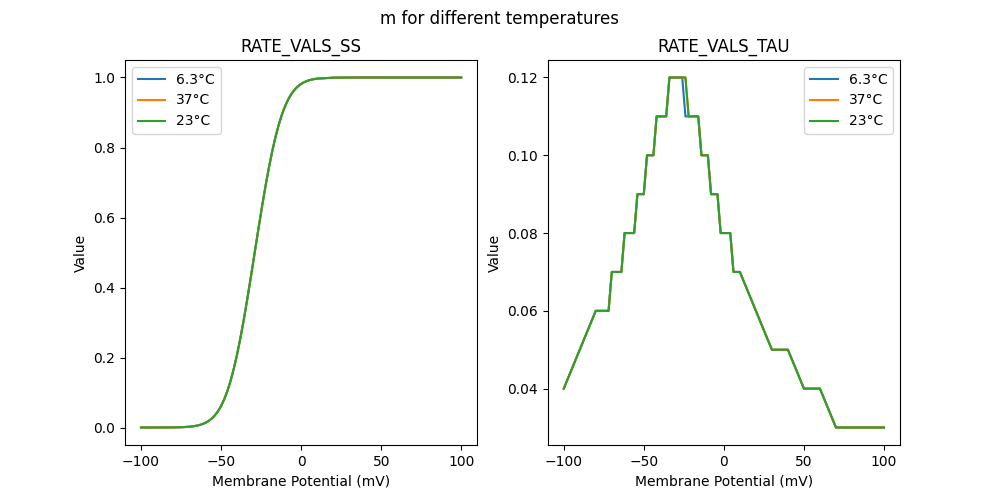 m for different temperatures
RATE_VALS_SS
1.0
0.8
0.6
0.4
0.2
0.0
Value
6.3°C
37°C
23°C
−100
−50
0
50
100
Membrane Potential (mV)
RATE_VALS_TAU
0.12
0.10
0.08
0.06
0.04
Value
6.3°C
37°C
23°C
−100
−50
0
50
100
Membrane Potential (mV)